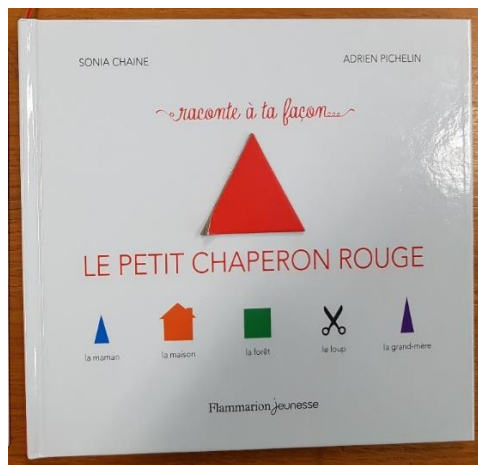 SONIA CHAINE ADRIEN PICHELIN
raconte à ta façon...
LE PETIT CHAPERON ROUGE
la maman la maison la forêt le loup la grand-mère
Flammarion jeunesse